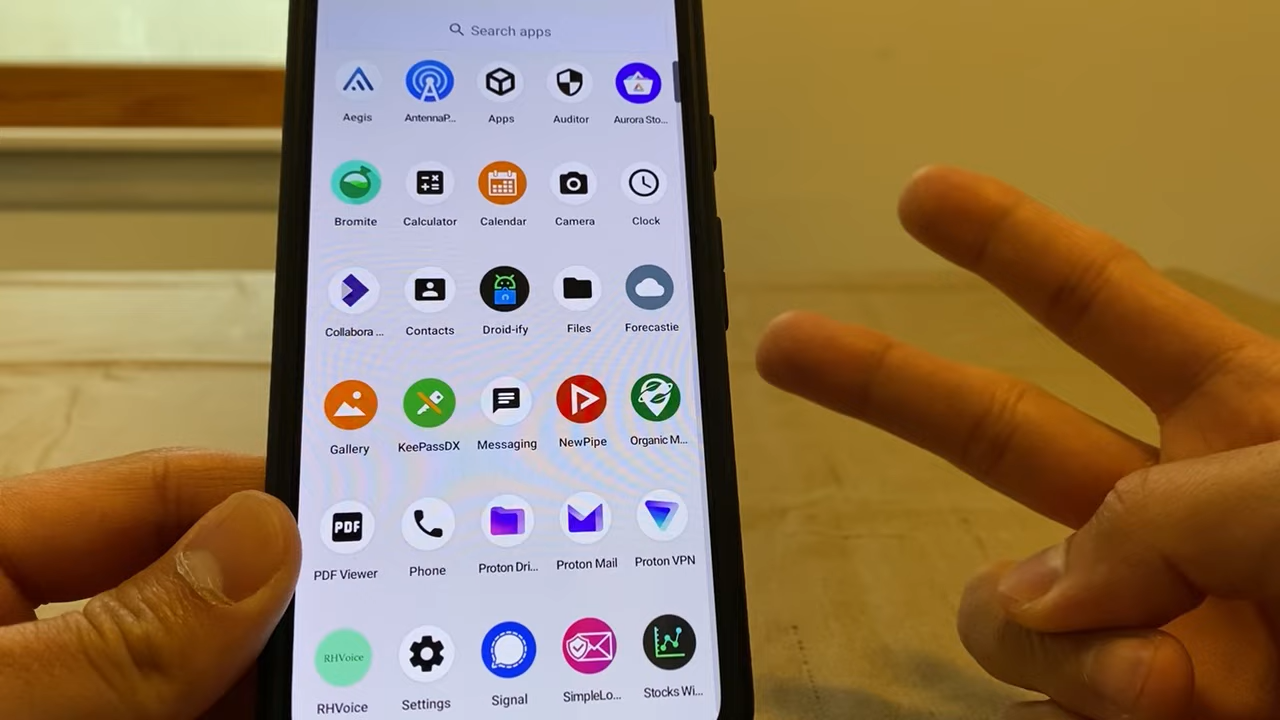 Search apps
Aegis
AntennaP...
Apps
Auditor
Aurora Sto...
Bromite
Calculator
Calendar
Camera
Clock
Collabora ...
Contacts
Droid-ify
Files
Forecastie
Gallery
KeePassDX
Messaging
NewPipe
Organic M...
PDF
PDF Viewer
Phone
Proton Dri...
Proton Mail
Proton VPN
RHVoice
RHVoice
Settings
Signal
SimpleLo...
Stocks Wi...